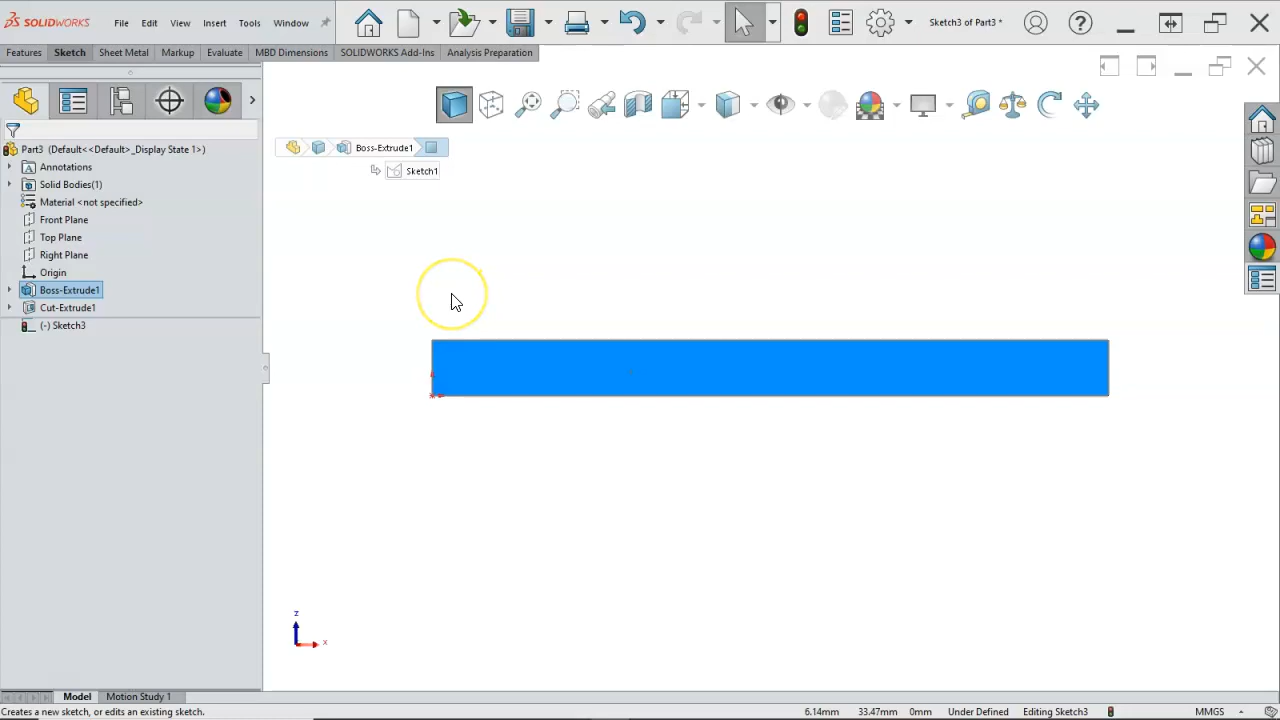 SOLIDWORKS File Edit View Insert Tools Window Sketch3 of Part3 *
Features Sketch Sheet Metal Markup Evaluate MBD Dimensions SOLIDWORKS Add-Ins Analysis Preparation
Part3 (Default<<Default>_Display State 1>)
Annotations
Solid Bodies(1)
Material <not specified>
Front Plane
Top Plane
Right Plane
Origin
Boss-Extrude1
Cut-Extrude1
(-) Sketch3
Boss-Extrude1
Sketch1
z
x
Model Motion Study 1
Creates a new sketch, or edits an existing sketch. 6.14mm 33.47mm 0mm Under Defined Editing Sketch3 MMGS